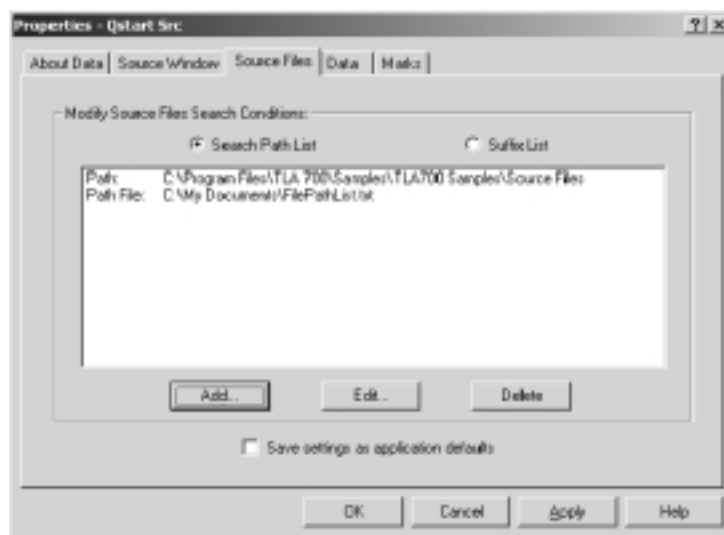 Properties - Qstart Src
About Data Source Window Source Files Data Marks
Modify Source Files Search Conditions:
Search Path List Suffix List
Path: C:\Program Files\TLA 700\Samples\TLA700 Samples\Source Files
Path File: C:\My Documents\FilePathList.txt
Add... Edit... Delete
Save settings as application defaults
OK Cancel Apply Help